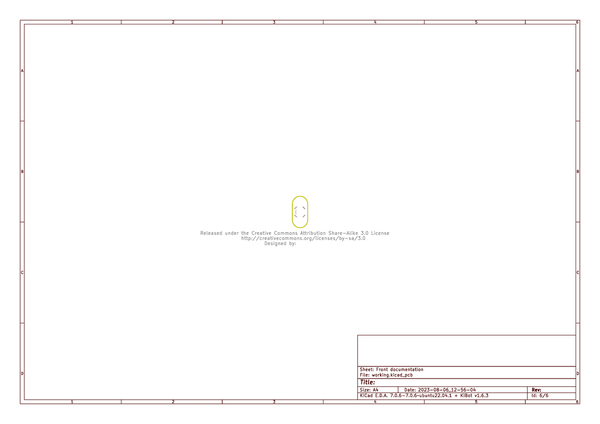 1 2 3 4 5 6
A A
B B
Released under the Creative Commons Attribution Share-Alike 3.0 License
http://creativecommons.org/licenses/by-sa/3.0
Designed by:
C C
Sheet: Front documentation
File: working.kicad_pcb
D D
Title:
Size: A4 Date: 2023-08-06_12-56-04 Rev:
KiCad E.D.A. 7.0.6-7.0.6~ubuntu22.04.1 + KiBot v1.6.3 Id: 6/6
1 2 3 4 5 6